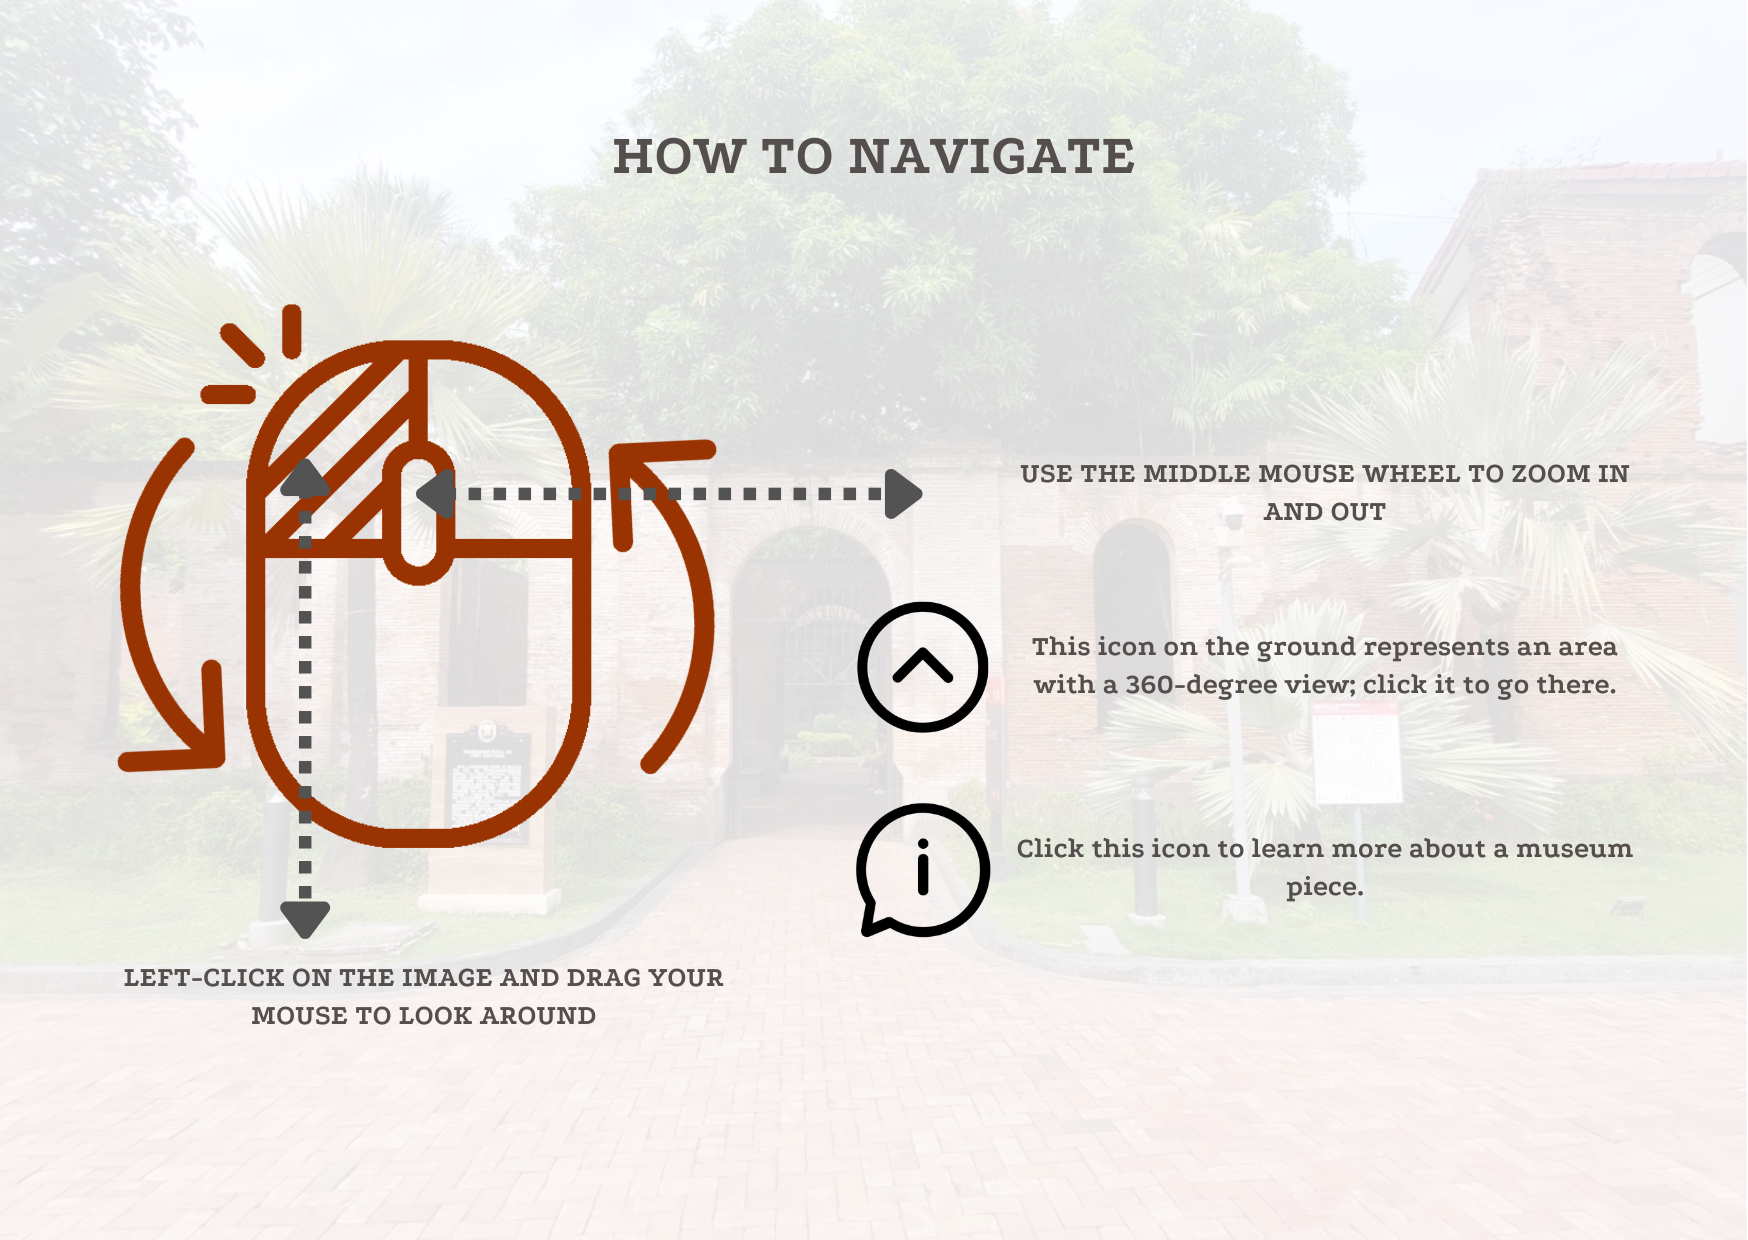 HOW TO NAVIGATE
USE THE MIDDLE MOUSE WHEEL TO ZOOM IN
AND OUT
This icon on the ground represents an area
with a 360-degree view; click it to go there.
i
Click this icon to learn more about a museum
piece.
LEFT-CLICK ON THE IMAGE AND DRAG YOUR
MOUSE TO LOOK AROUND